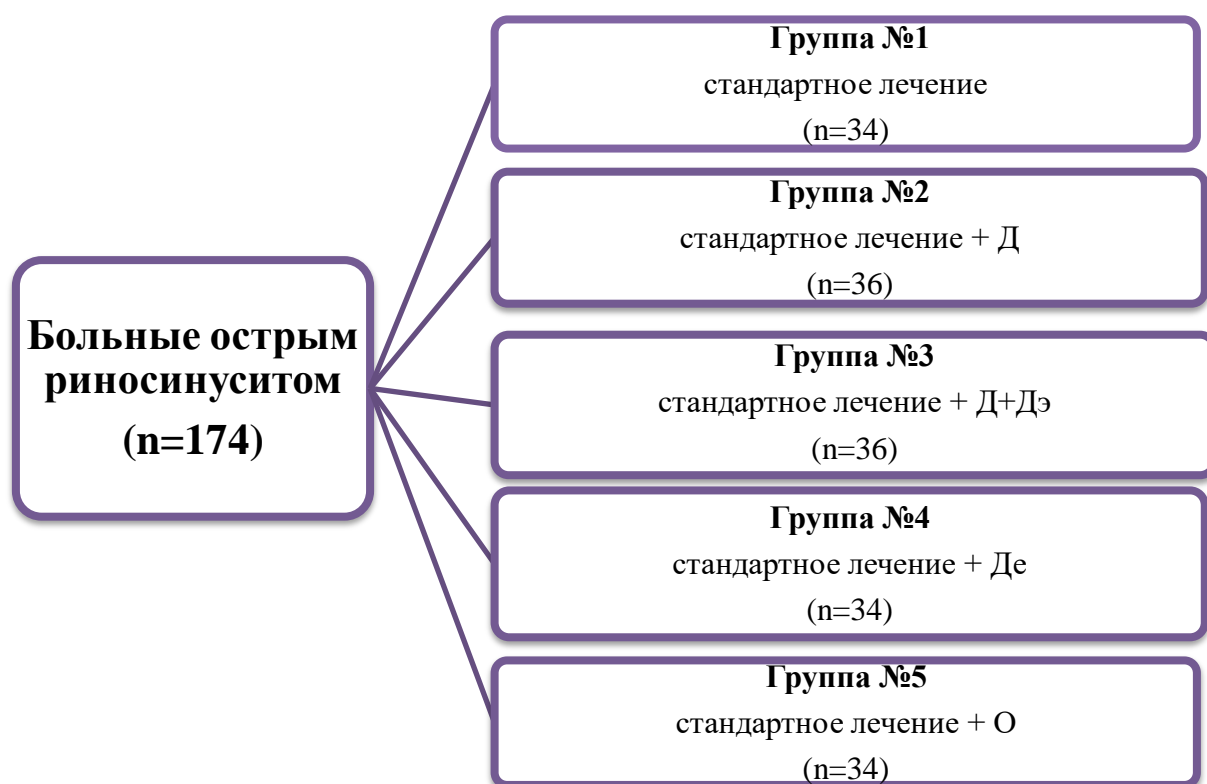 Больные острым
риносинуситом
(n=174)
Группа №1
стандартное лечение
(n=34)
Группа №2
стандартное лечение + Д
(n=36)
Группа №3
стандартное лечение + Д+Дэ
(n=36)
Группа №4
стандартное лечение + Де
(n=34)
Группа №5
стандартное лечение + О
(n=34)